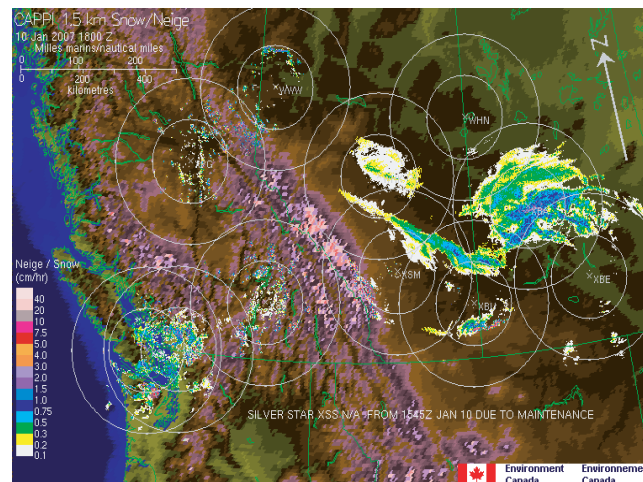 CAPPI 1.5 km Snow/Neige
10 Jan 2007 1800 Z
Milles marins/nautical miles
0 80 160
0 200 400
kilometres
Z
WWW
WHN
XSM
XBU
XBE
Neige / Snow
(cm/hr)
40
20
10
7.5
5.0
4.0
3.0
2.0
1.5
1.0
0.75
0.5
0.3
0.2
0.1
SILVER STAR XSS N/A FROM 1545Z JAN 10 DUE TO MAINTENANCE
Environment
Canada
Environneme
Canada